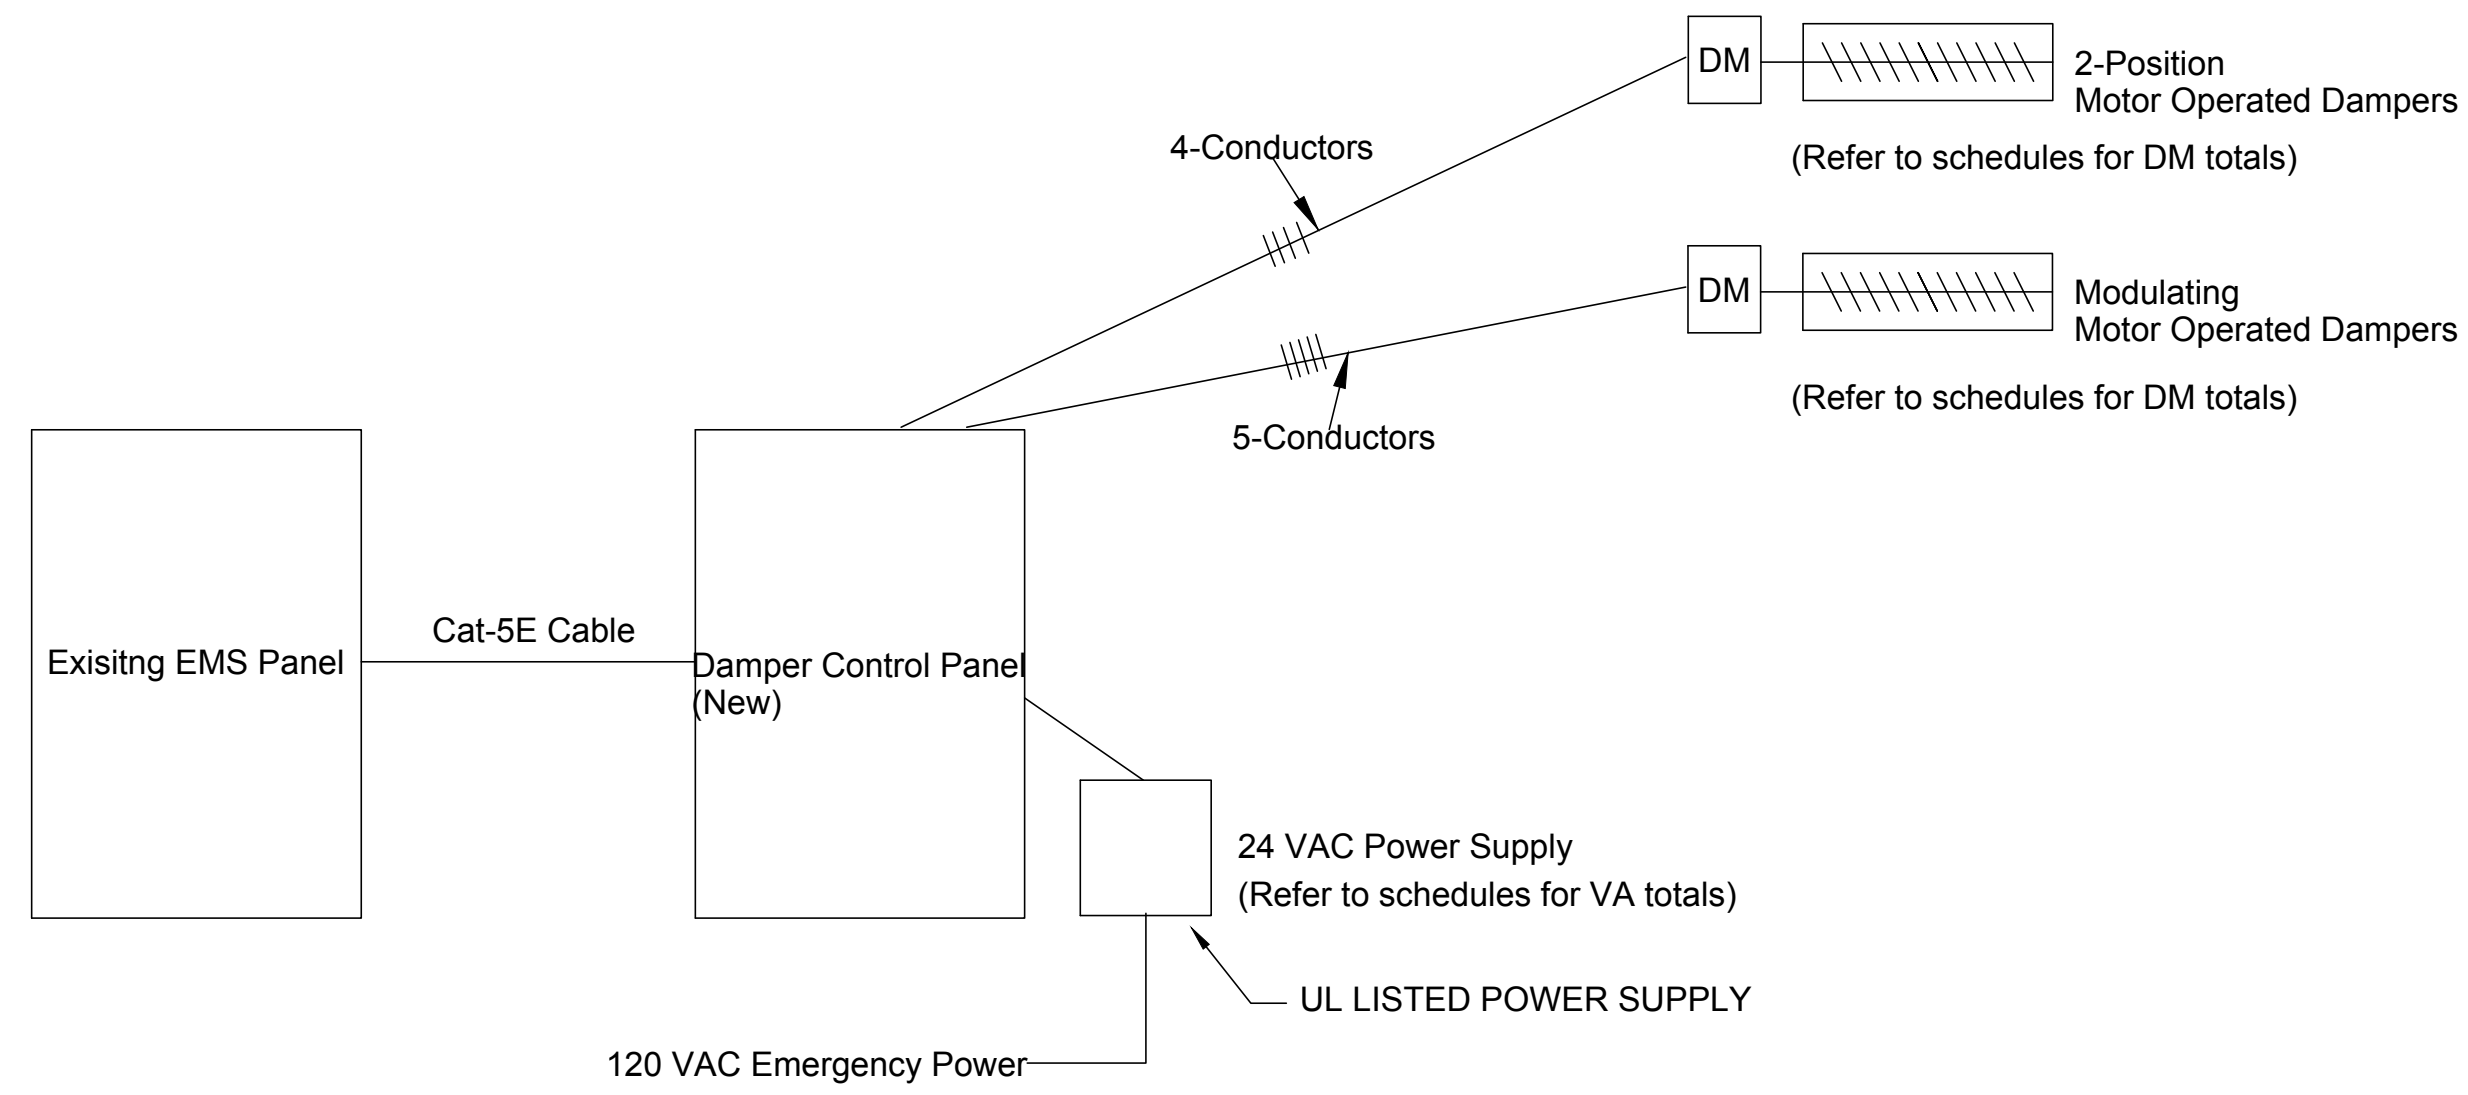 DM
2-Position
Motor Operated Dampers
(Refer to schedules for DM totals)
4-Conductors
DM
Modulating
Motor Operated Dampers
(Refer to schedules for DM totals)
5-Conductors
Exisitng EMS Panel
Cat-5E Cable
Damper Control Panel
(New)
24 VAC Power Supply
(Refer to schedules for VA totals)
UL LISTED POWER SUPPLY
120 VAC Emergency Power